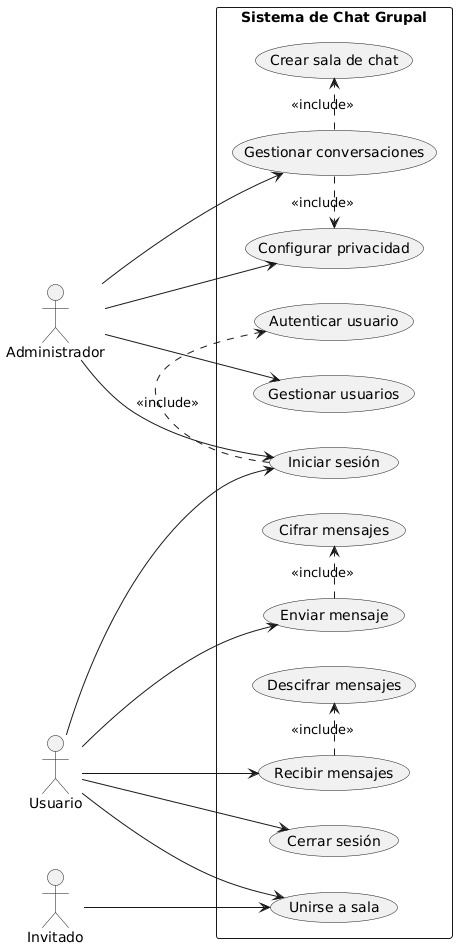 Sistema de Chat Grupal
Crear sala de chat
«include»
Gestionar conversaciones
«include»
Configurar privacidad
Autenticar usuario
Administrador
Gestionar usuarios
«include»
Iniciar sesión
Cifrar mensajes
«include»
Enviar mensaje
Descifrar mensajes
«include»
Recibir mensajes
Usuario
Cerrar sesión
Unirse a sala
Invitado